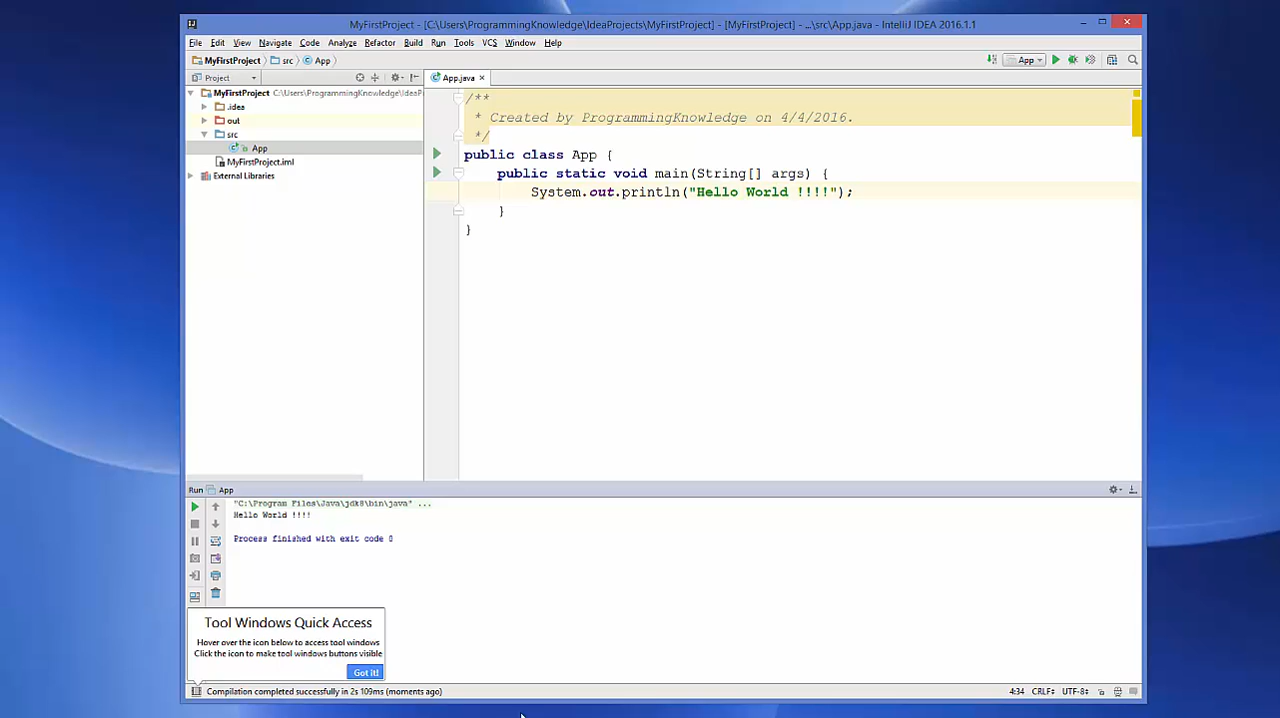 MyFirstProject - [C:\Users\ProgrammingKnowledge\IdeaProjects\MyFirstProject] - [MyFirstProject] - ...\src\App.java - IntelliJ IDEA 2016.1.1
File Edit View Navigate Code Analyze Refactor Build Run Tools VCS Window Help
MyFirstProject src App
App
Project
App.java
MyFirstProject C:\Users\ProgrammingKnowledge\IdeaP
.idea
out
src
App
MyFirstProject.iml
External Libraries
/**
* Created by ProgrammingKnowledge on 4/4/2016.
*/
public class App {
public static void main(String[] args) {
System.out.println("Hello World !!!!");
}
}
Run App
"C:\Program Files\Java\jdk8\bin\java" ...
Hello World !!!!
Process finished with exit code 0
Tool Windows Quick Access
Hover over the icon below to access tool windows
Click the icon to make tool windows buttons visible
Got it!
Compilation completed successfully in 2s 109ms (moments ago)
4:34 CRLF UTF-8